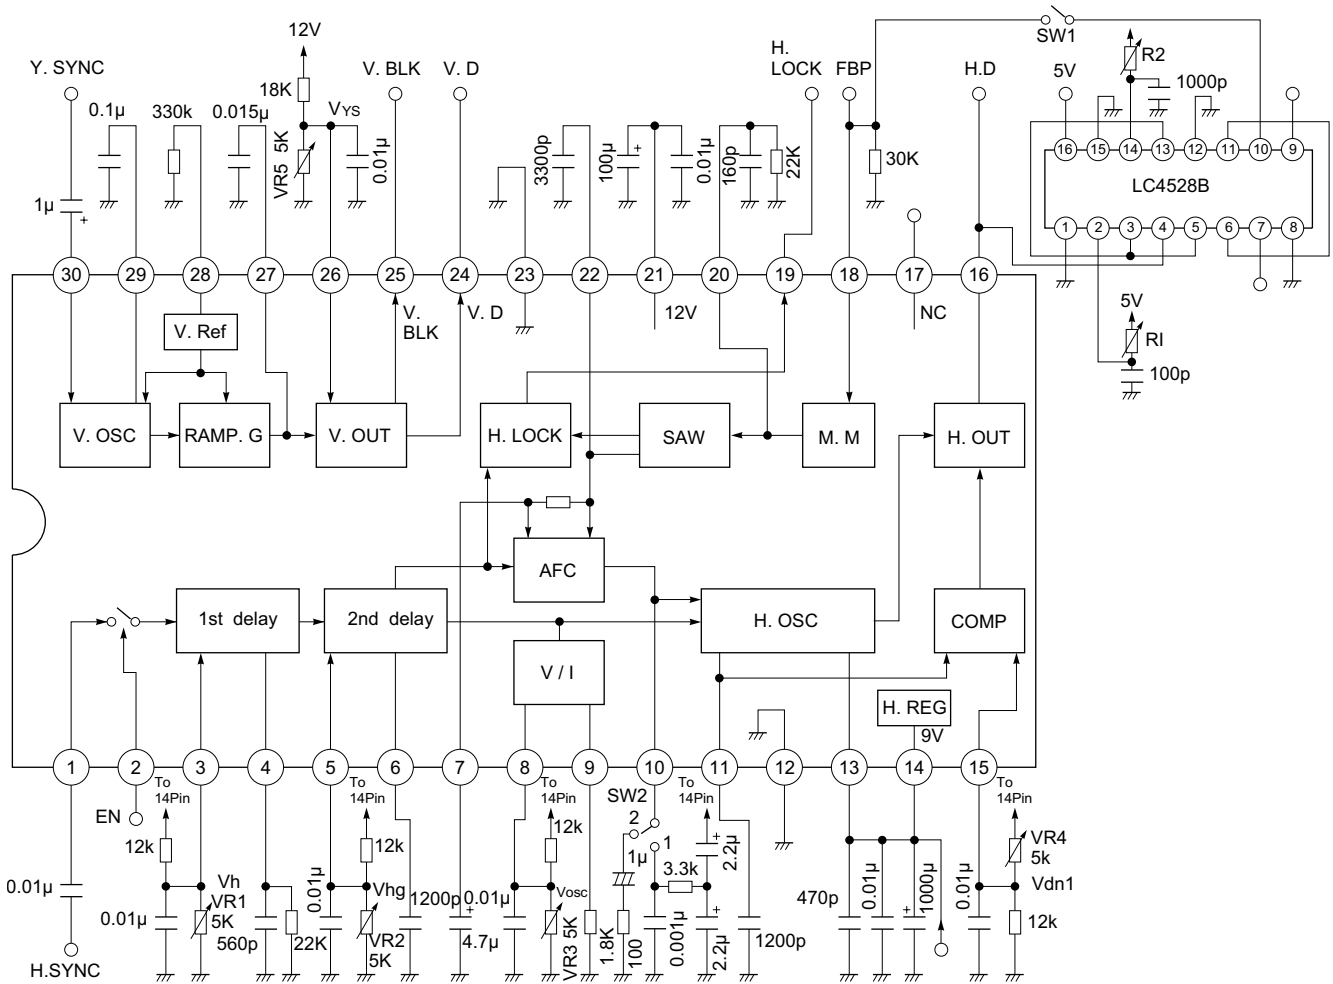 12V
SW1
Y. SYNC
V. BLK
V. D
H.
LOCK
FBP
H.D
5V
R2
1000p
18K
VYS
0.1μ
330k
0.015μ
VR5 5K
0.01μ
3300p
100μ
+
0.01μ
160p
22K
30K
16
15
14
13
12
11
10
9
LC4528B
1
2
3
4
5
6
7
8
1μ
+
30
29
28
27
26
25
24
23
22
21
20
19
18
17
16
V. Ref
V.
BLK
V. D
12V
NC
5V
RI
100p
V. OSC
RAMP. G
V. OUT
H. LOCK
SAW
M. M
H. OUT
AFC
1st delay
2nd delay
H. OSC
COMP
V / I
H. REG
9V
1
2
3
4
5
6
7
8
9
10
11
12
13
14
15
EN
To
14Pin
To
14Pin
To
14Pin
SW2
To
14Pin
To
14Pin
2
1
12k
12k
12k
1μ
3.3k
+
2.2μ
VR4
5k
0.01μ
Vh
VR1
5K
0.01μ
560p
22K
0.01μ
Vhg
VR2
5K
1200p
+
4.7μ
0.01μ
Vosc
VR3 5K
1.8K
100
0.001μ
+
2.2μ
1200p
470p
0.01μ
+
1000μ
0.01μ
Vdn1
12k
H.SYNC